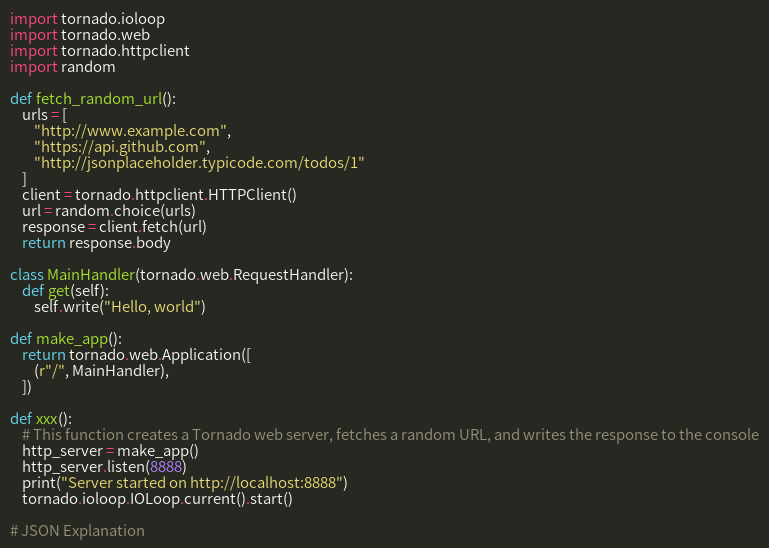 import tornado.ioloop
import tornado.web
import tornado.httpclient
import random

def fetch_random_url():
    urls = [
        "http://www.example.com",
        "https://api.github.com",
        "http://jsonplaceholder.typicode.com/todos/1"
    ]
    client = tornado.httpclient.HTTPClient()
    url = random.choice(urls)
    response = client.fetch(url)
    return response.body

class MainHandler(tornado.web.RequestHandler):
    def get(self):
        self.write("Hello, world")

def make_app():
    return tornado.web.Application([
        (r"/", MainHandler),
    ])

def xxx():
    # This function creates a Tornado web server, fetches a random URL, and writes the response to the console
    http_server = make_app()
    http_server.listen(8888)
    print("Server started on http://localhost:8888")
    tornado.ioloop.IOLoop.current().start()

# JSON Explanation